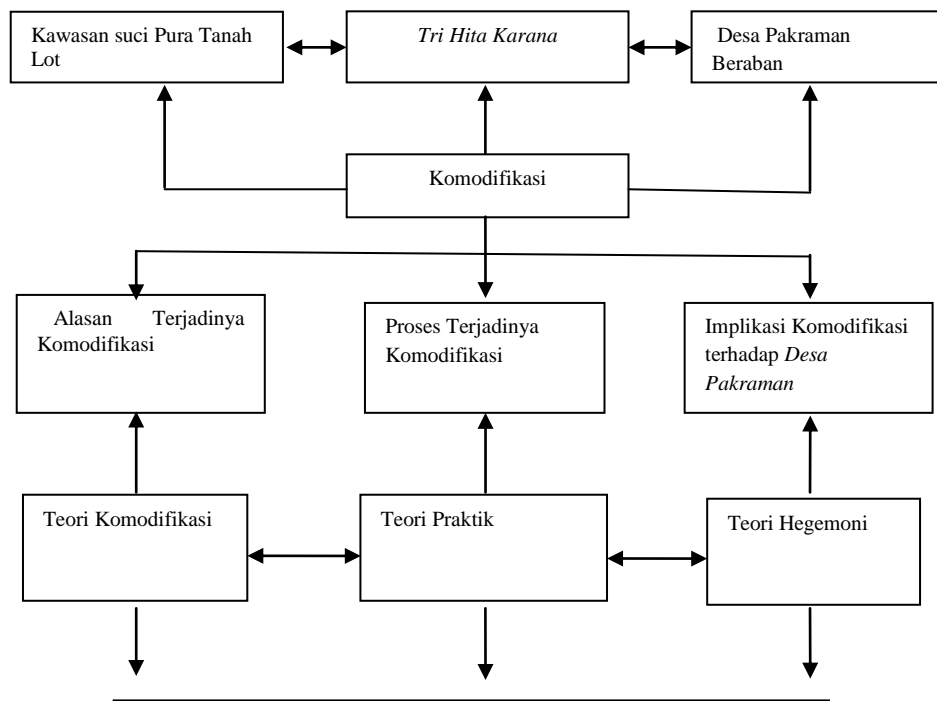 Kawasan suci Pura Tanah
Lot
Tri Hita Karana
Desa Pakraman
Beraban
Komodifikasi
Alasan Terjadinya
Komodifikasi
Proses Terjadinya
Komodifikasi
Implikasi Komodifikasi
terhadap Desa
Pakraman
Teori Komodifikasi
Teori Praktik
Teori Hegemoni